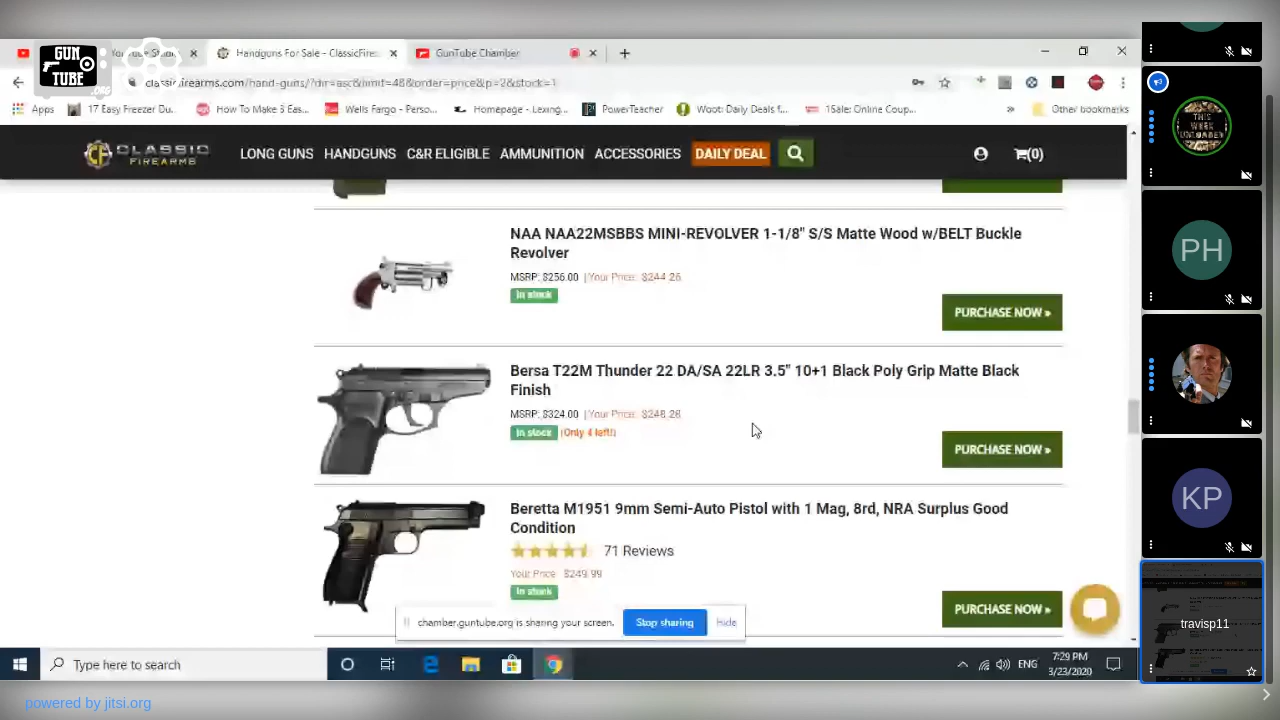 GUN
TUBE
.ORG
Handguns For Sale - ClassicFire
GunTube Chamber
classicfirearms.com/hand-guns/?dir=asc&limit=48&order=price&p=2&stock=1
Apps
17 Easy Freezer Du...
How To Make 5 Eas...
Wells Fargo - Perso...
Homepage - Lexing...
PowerTeacher
Woot: Daily Deals f...
1Saler Online Coup...
Other bookmarks
CLASSIC
FIREARMS
LONG GUNS
HANDGUNS
C&R ELIGIBLE
AMMUNITION
ACCESSORIES
DAILY DEAL
(0)
NAA NAA22MSBBS MINI-REVOLVER 1-1/8" S/S Matte Wood w/BELT Buckle
Revolver
MSRP: $256.00 | Your Price: $244.26
In stock
PURCHASE NOW »
Bersa T22M Thunder 22 DA/SA 22LR 3.5" 10+1 Black Poly Grip Matte Black
Finish
MSRP: $324.00 | Your Price: $248.28
In stock (Only 4 left!)
PURCHASE NOW »
Beretta M1951 9mm Semi-Auto Pistol with 1 Mag, 8rd, NRA Surplus Good
Condition
71 Reviews
Your Price: $249.99
In stock
PURCHASE NOW »
chamber.guntube.org is sharing your screen.
Stop sharing
Hide
Type here to search
ENG
7:29 PM
3/23/2020
powered by jitsi.org
THIS
WEEK
UNLOADED
PH
KP
travisp11